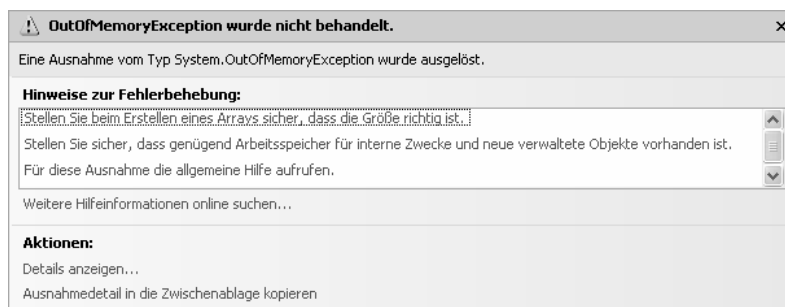 OutOfMemoryException wurde nicht behandelt.
Eine Ausnahme vom Typ System.OutOfMemoryException wurde ausgelöst.
Hinweise zur Fehlerbehebung:
Stellen Sie beim Erstellen eines Arrays sicher, dass die Größe richtig ist.
Stellen Sie sicher, dass genügend Arbeitsspeicher für interne Zwecke und neue verwaltete Objekte vorhanden ist.
Für diese Ausnahme die allgemeine Hilfe aufrufen.
Weitere Hilfeinformationen online suchen...
Aktionen:
Details anzeigen...
Ausnahmedetail in die Zwischenablage kopieren